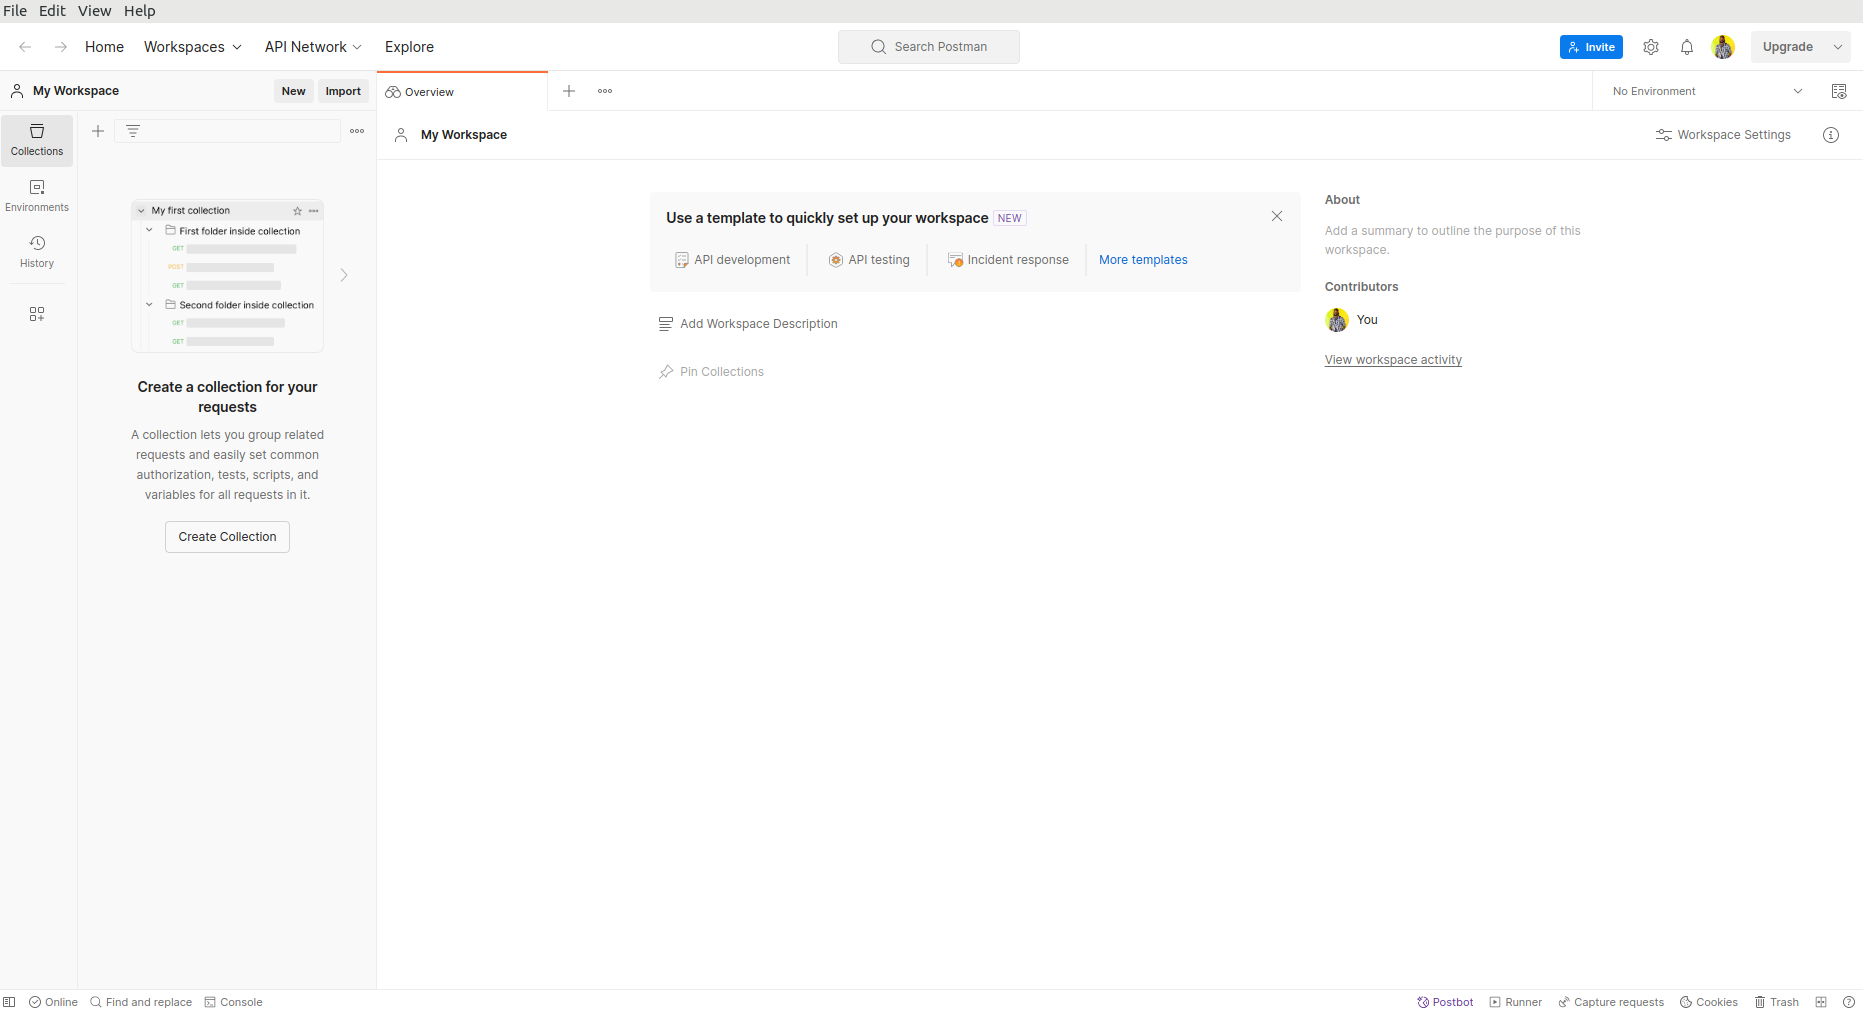 File Edit View Help
Home Workspaces API Network Explore Search Postman Invite Upgrade
My Workspace New Import Overview No Environment
Collections
My Workspace Workspace Settings
Environments
History
My first collection
First folder inside collection
GET
POST
GET
Second folder inside collection
GET
GET
Create a collection for your
requests
A collection lets you group related
requests and easily set common
authorization, tests, scripts, and
variables for all requests in it.
Create Collection
Use a template to quickly set up your workspace NEW
API development API testing Incident response More templates
Add Workspace Description
Pin Collections
About
Add a summary to outline the purpose of this
workspace.
Contributors
You
View workspace activity
Online Find and replace Console Postbot Runner Capture requests Cookies Trash